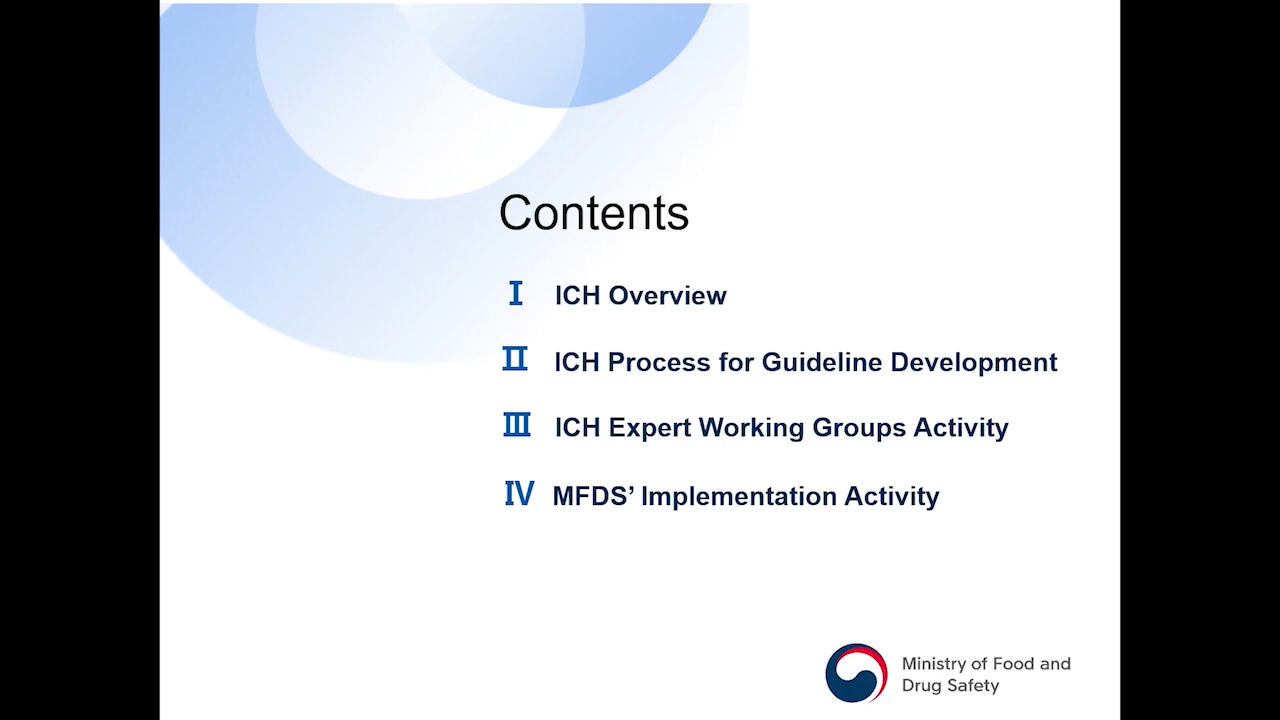 Contents
Ⅰ ICH Overview
Ⅱ ICH Process for Guideline Development
Ⅲ ICH Expert Working Groups Activity
Ⅳ MFDS’ Implementation Activity
Ministry of Food and
Drug Safety